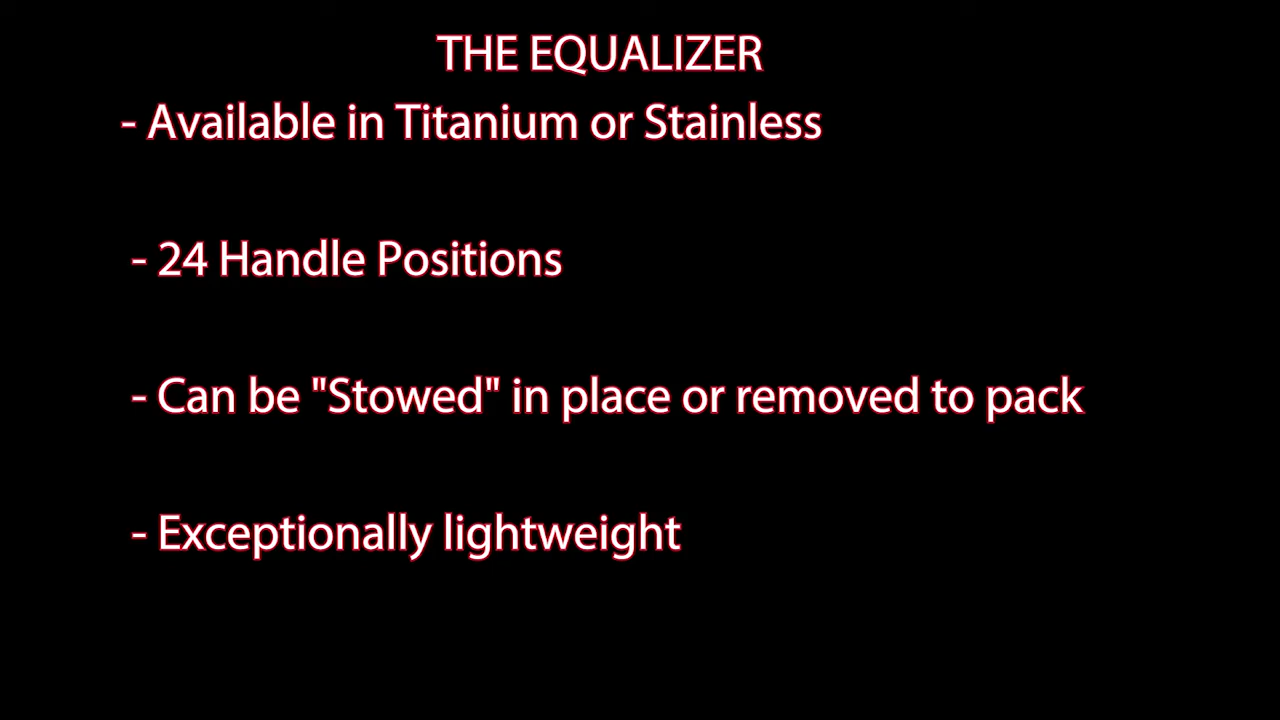 THE EQUALIZER
- Available in Titanium or Stainless
- 24 Handle Positions
- Can be "Stowed" in place or removed to pack
- Exceptionally lightweight